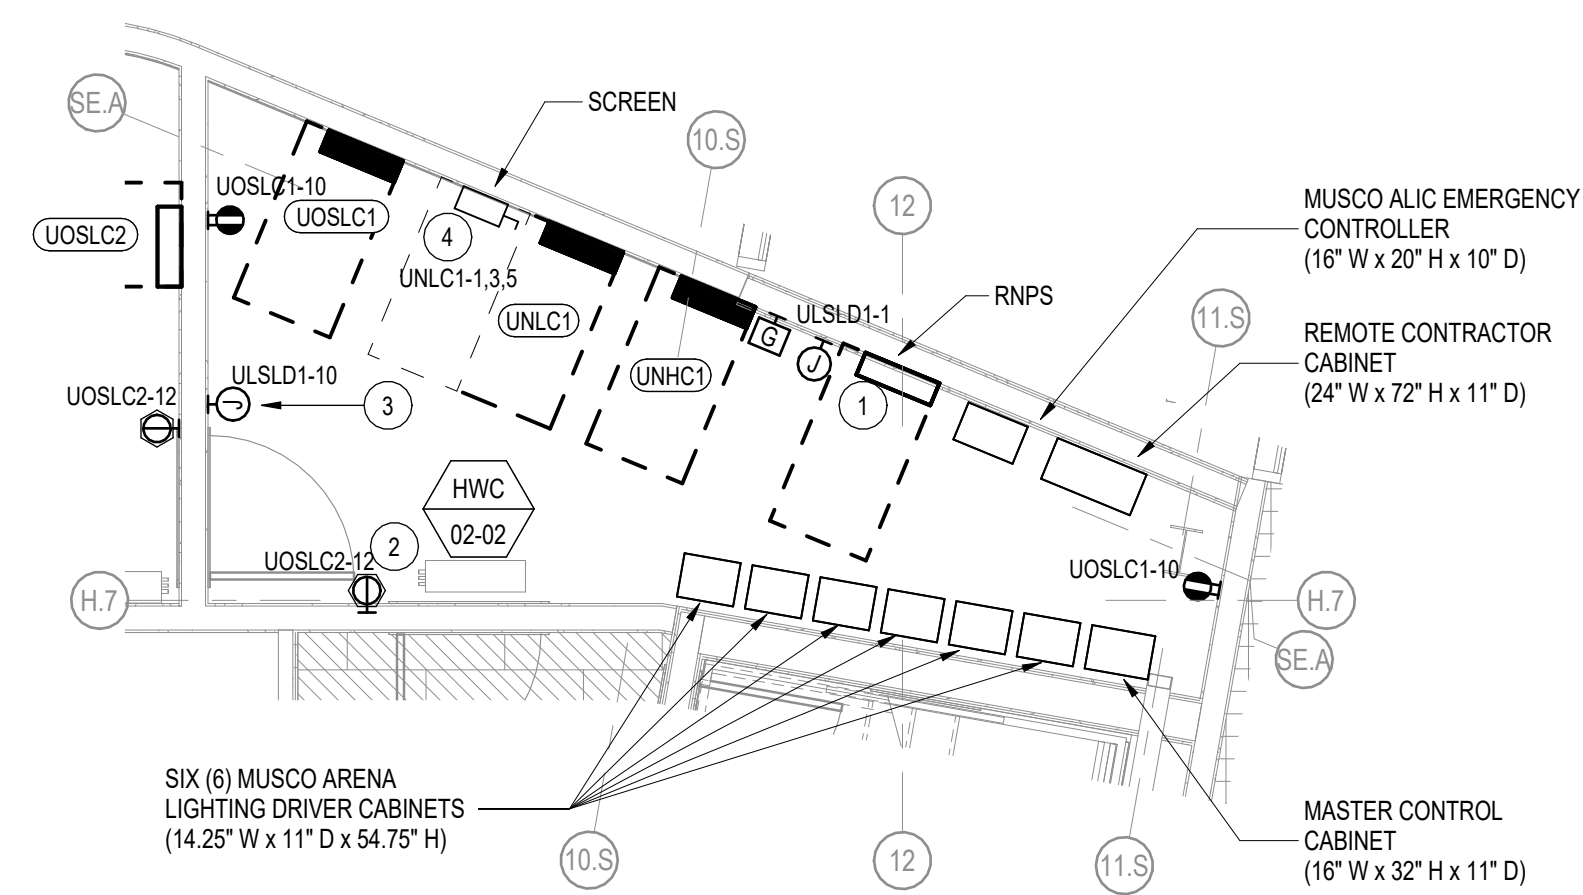 SCREEN
SE.A
10.S
12
MUSCO ALIC EMERGENCY
CONTROLLER
(16" W x 20" H x 10" D)
UOSLC1-10
UOSLC1
UOSLC2
4
UNLC1-1,3,5
UNLC1
RNPS
ULSLD1-1
11.S
G
J
REMOTE CONTRACTOR
CABINET
(24" W x 72" H x 11" D)
UNHC1
ULSLD1-10
J
3
1
UOSLC2-12
HWC
02-02
2
UOSLC2-12
UOSLC1-10
H.7
H.7
SE.A
SIX (6) MUSCO ARENA
LIGHTING DRIVER CABINETS
(14.25" W x 11" D x 54.75" H)
MASTER CONTROL
CABINET
(16" W x 32" H x 11" D)
10.S
12
11.S